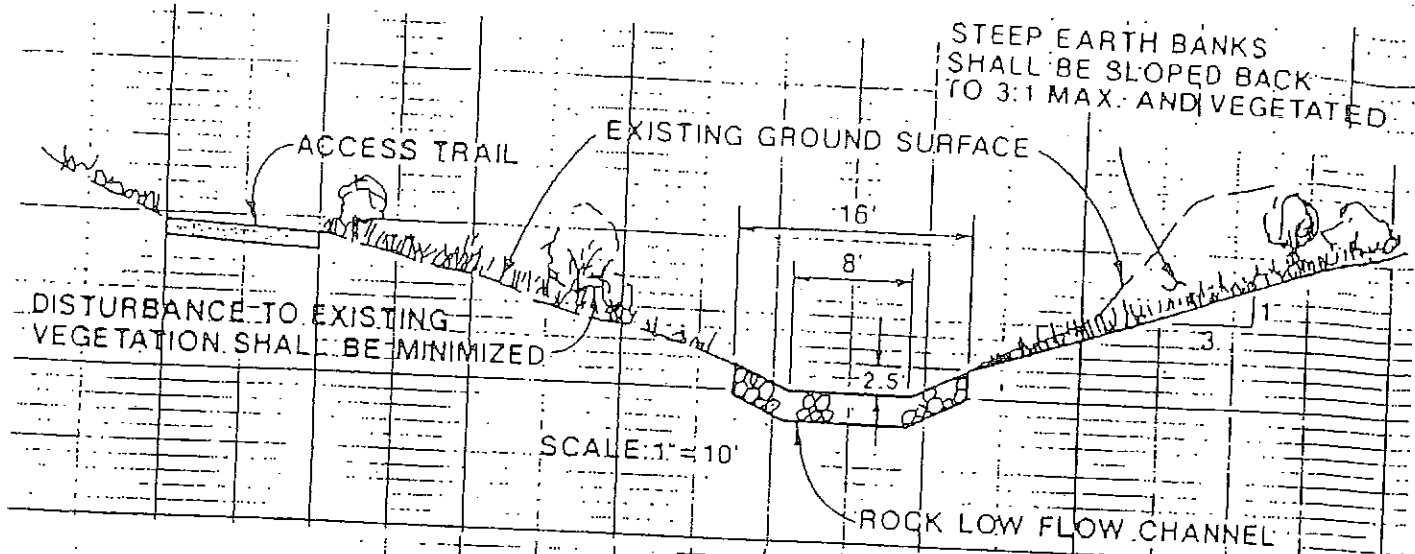 STEEP EARTH BANKS
SHALL BE SLOPED BACK
TO 3:1 MAX. AND VEGETATED
EXISTING GROUND SURFACE
ACCESS TRAIL
16'
8'
DISTURBANCE TO EXISTING
VEGETATION SHALL BE MINIMIZED
1
3
2.5'
SCALE: 1" = 10'
ROCK LOW FLOW CHANNEL